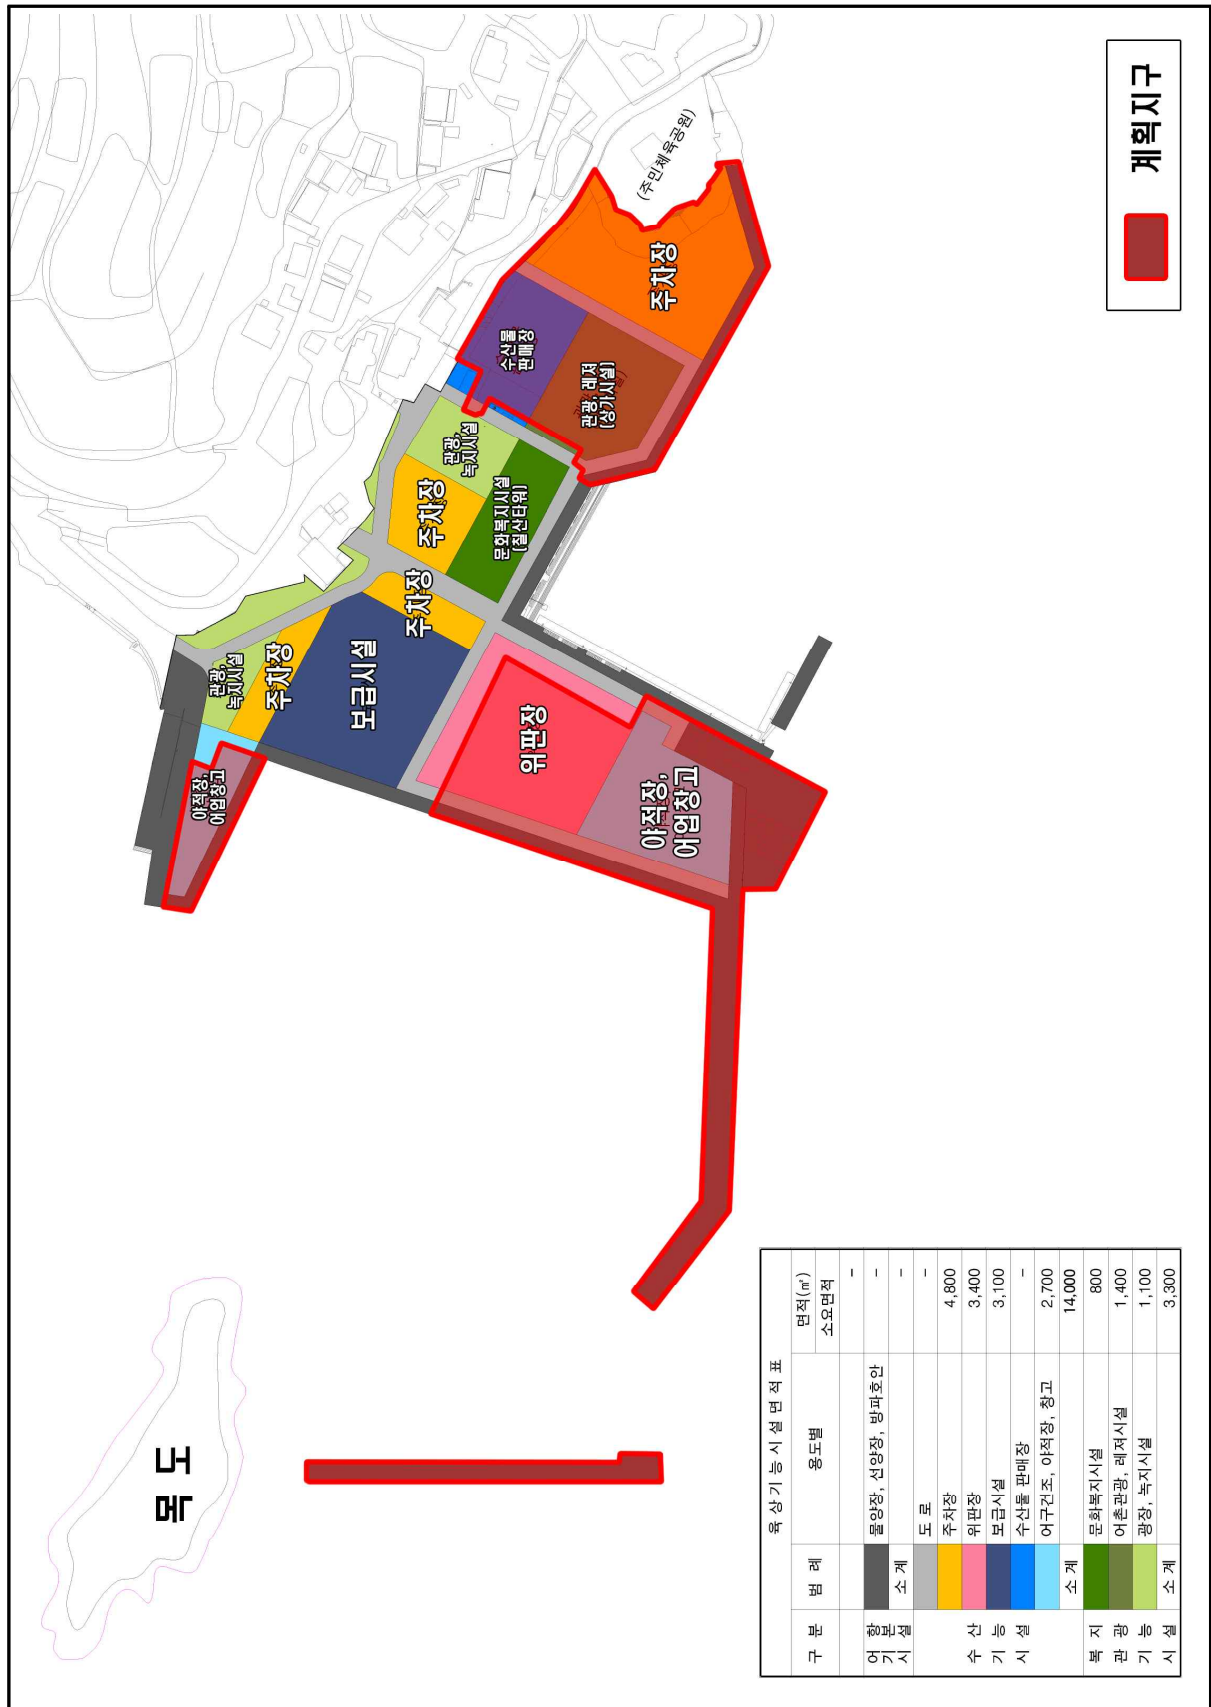 계획지구
(주민체육공원)
주차장
수산물
판매장
관광, 레저
(상가시설)
관광,
녹지시설
주차장
문화복지시설
(칠산타워)
주차장
관광,
녹지시설
주차장
보급시설
위판장
야적장,
어업창고
야적장,
어업창고
목도
육상기능시설면적표
구분 범례 용도별 면적(㎡)
소요면적
-
어항기본시설 물양장, 선양장, 방파호안 -
소계 -
수산기능시설 도로 -
주차장 4,800
위판장 3,400
보급시설 3,100
수산물 판매장 -
어구건조, 야적장, 창고 2,700
소계 14,000
복지관광기능시설 문화복지시설 800
어촌관광, 레져시설 1,400
광장, 녹지시설 1,100
소계 3,300